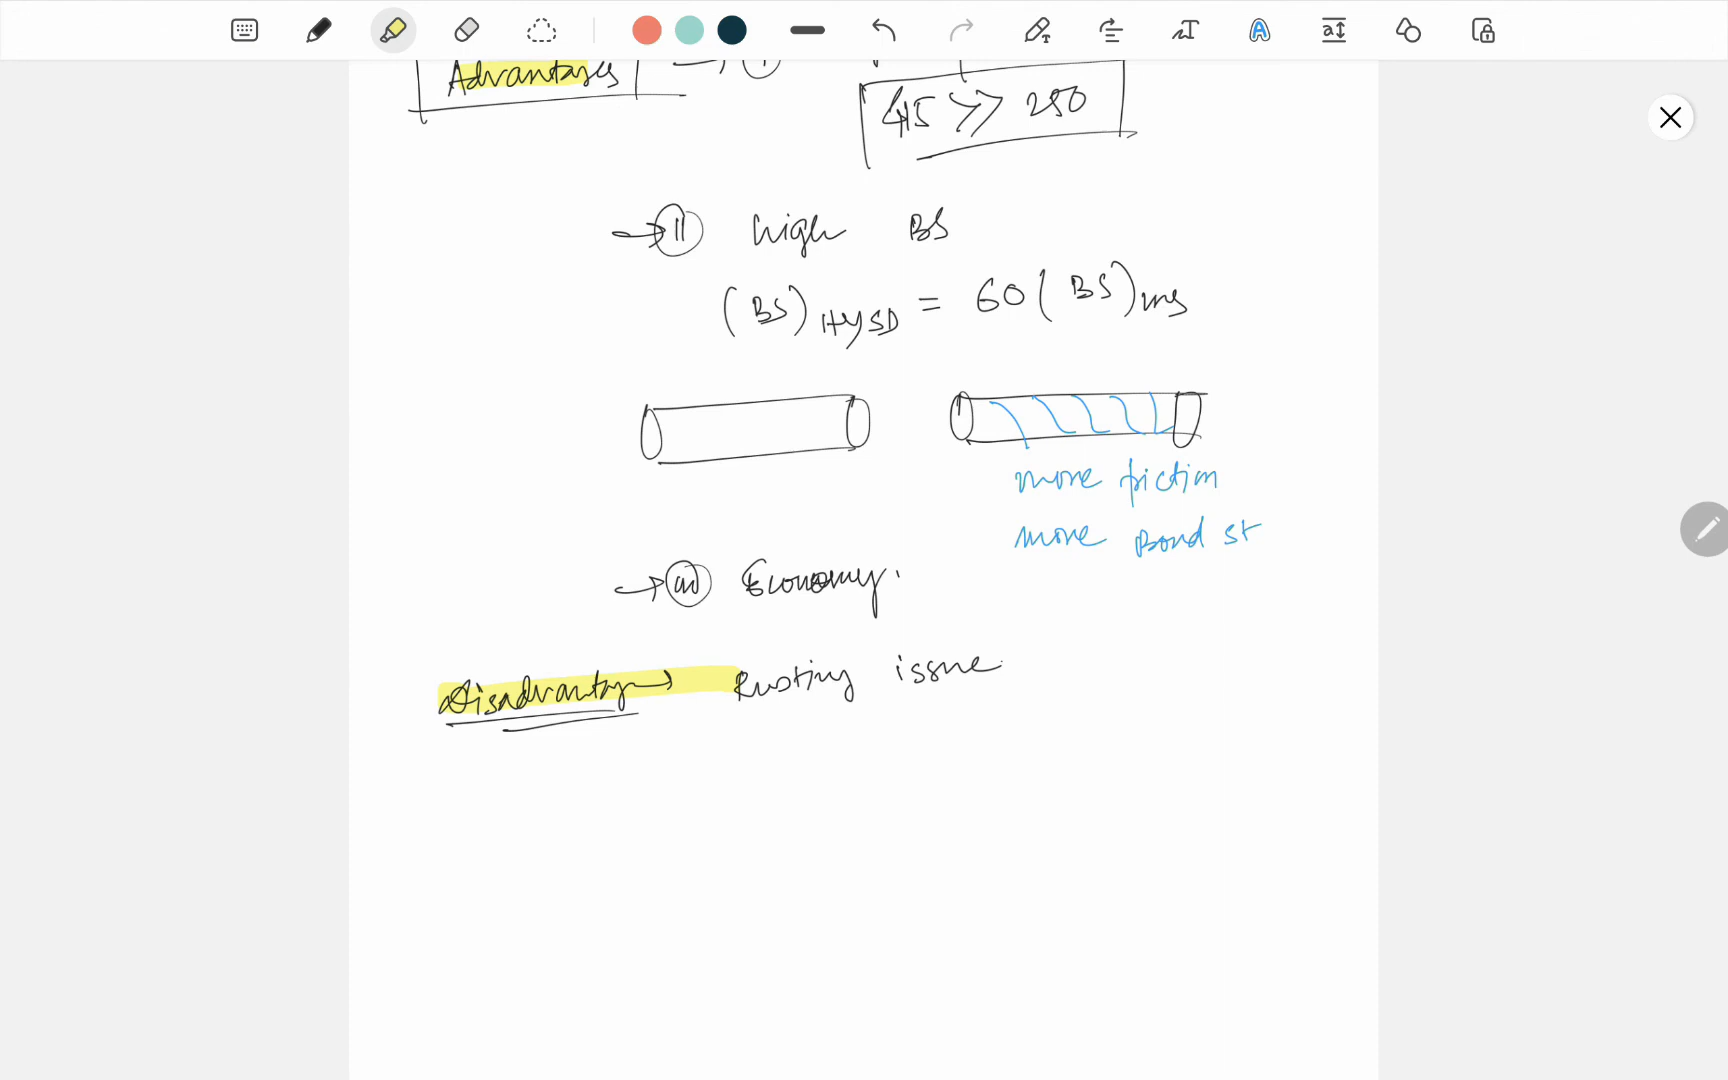 Advantages → (i)
415 >> 250
→ (ii) high BS
(BS)HYSD = 60 (BS)ms
more friction
more Bond st
→ (iii) Economy.
Disadvantag → Rusting issue